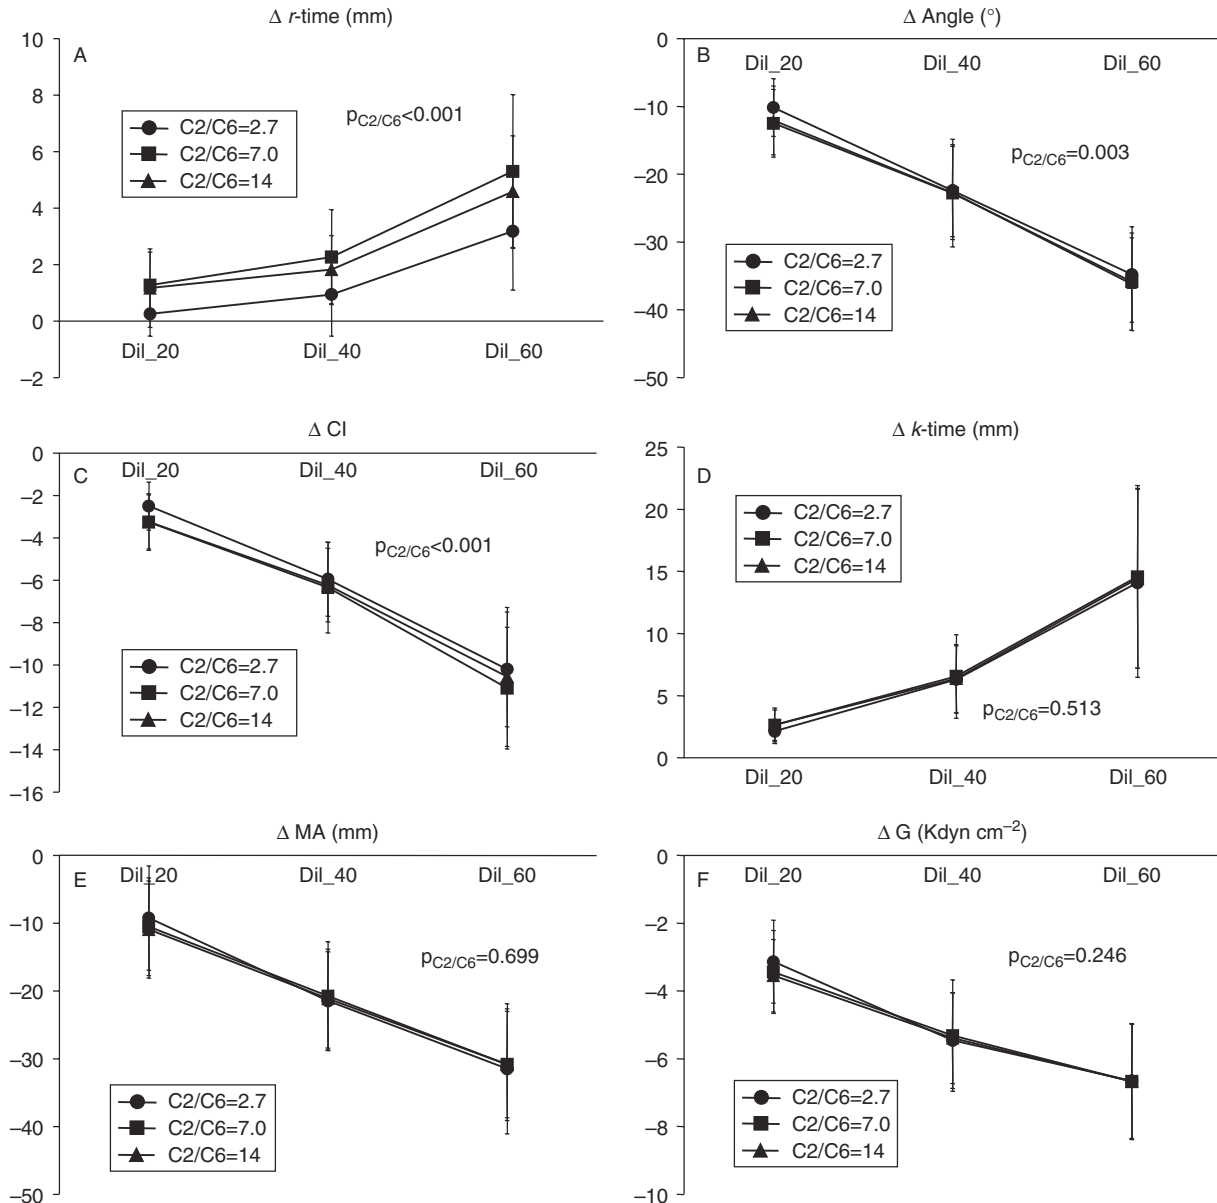 Δ r-time (mm)
A
10
8
6
4
2
0
–2
C2/C6=2.7
C2/C6=7.0
C2/C6=14
pC2/C6<0.001
Dil_20 Dil_40 Dil_60
Δ Angle (°)
B
0
–10
–20
–30
–40
–50
Dil_20 Dil_40 Dil_60
pC2/C6=0.003
C2/C6=2.7
C2/C6=7.0
C2/C6=14
Δ CI
C
0
–2
–4
–6
–8
–10
–12
–14
–16
Dil_20 Dil_40 Dil_60
pC2/C6<0.001
C2/C6=2.7
C2/C6=7.0
C2/C6=14
Δ k-time (mm)
D
25
20
15
10
5
0
C2/C6=2.7
C2/C6=7.0
C2/C6=14
pC2/C6=0.513
Dil_20 Dil_40 Dil_60
Δ MA (mm)
E
0
–10
–20
–30
–40
–50
Dil_20 Dil_40 Dil_60
pC2/C6=0.699
C2/C6=2.7
C2/C6=7.0
C2/C6=14
Δ G (Kdyn cm–2)
F
0
–2
–4
–6
–8
–10
Dil_20 Dil_40 Dil_60
pC2/C6=0.246
C2/C6=2.7
C2/C6=7.0
C2/C6=14